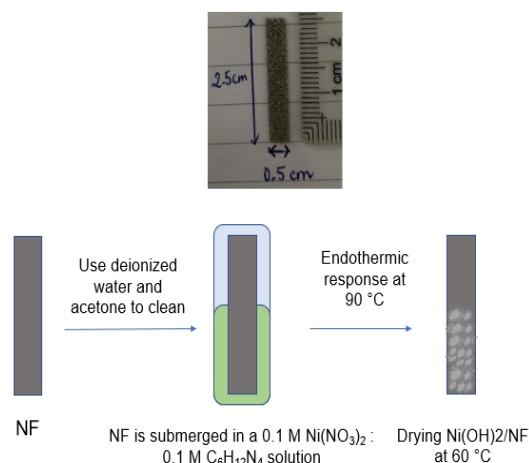 2.5cm
1 cm 2
0.5 cm
Use deionized
water and
acetone to clean
Endothermic
response at
90 °C
NF
NF is submerged in a 0.1 M Ni(NO₃)₂ :
0.1 M C₆H₁₂N₄ solution
Drying Ni(OH)2/NF
at 60 °C